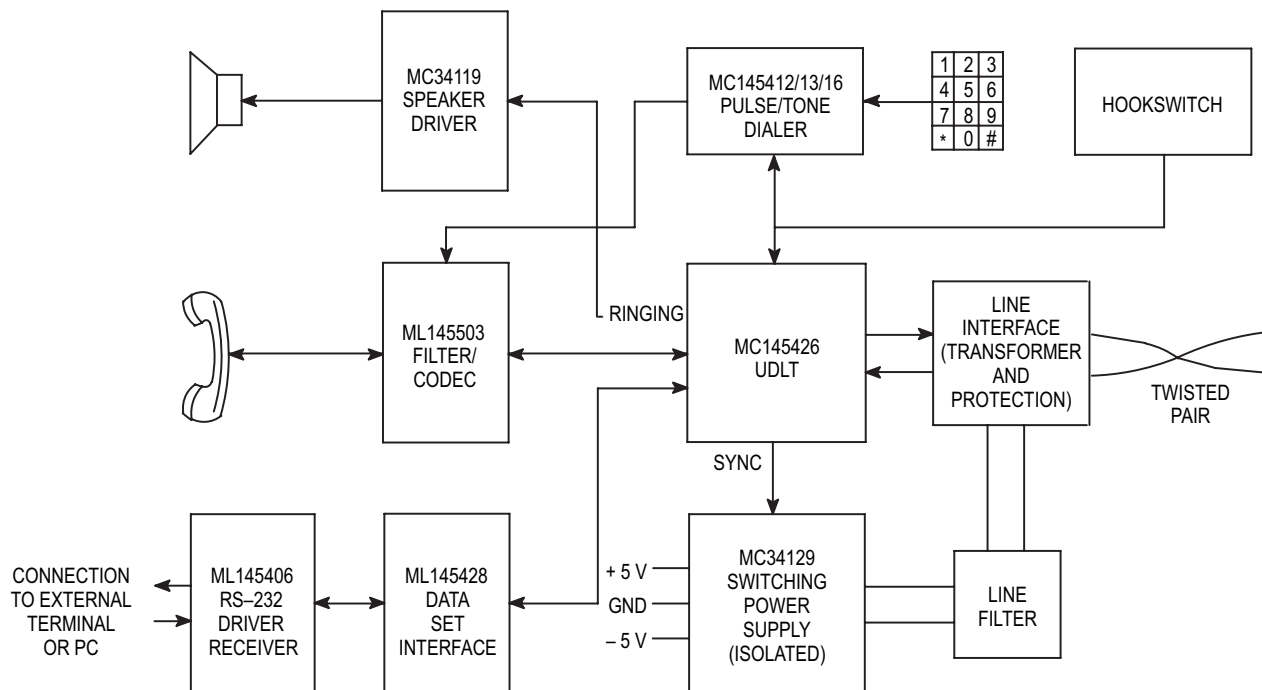 MC34119
SPEAKER
DRIVER
MC145412/13/16
PULSE/TONE
DIALER
1 2 3
4 5 6
7 8 9
* 0 #
HOOKSWITCH
RINGING
ML145503
FILTER/
CODEC
MC145426
UDLT
LINE
INTERFACE
(TRANSFORMER
AND
PROTECTION)
TWISTED
PAIR
SYNC
CONNECTION
TO EXTERNAL
TERMINAL
OR PC
ML145406
RS–232
DRIVER
RECEIVER
ML145428
DATA
SET
INTERFACE
+ 5 V
GND
– 5 V
MC34129
SWITCHING
POWER
SUPPLY
(ISOLATED)
LINE
FILTER